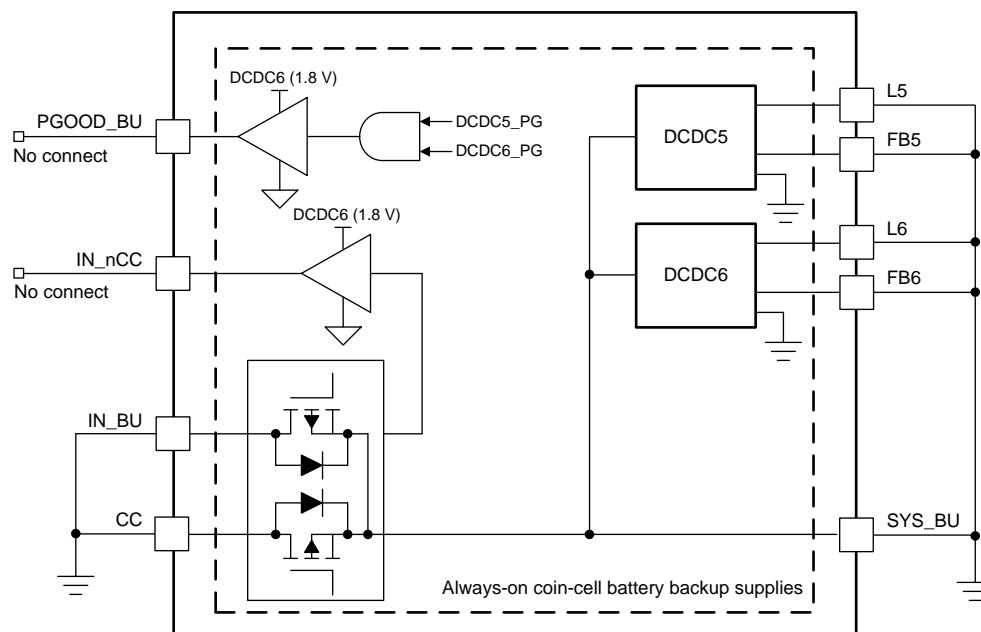 DCDC6 (1.8 V)
PGOOD_BU
No connect
DCDC5_PG
DCDC6_PG
DCDC5
L5
FB5
DCDC6 (1.8 V)
IN_nCC
No connect
DCDC6
L6
FB6
IN_BU
CC
SYS_BU
Always-on coin-cell battery backup supplies